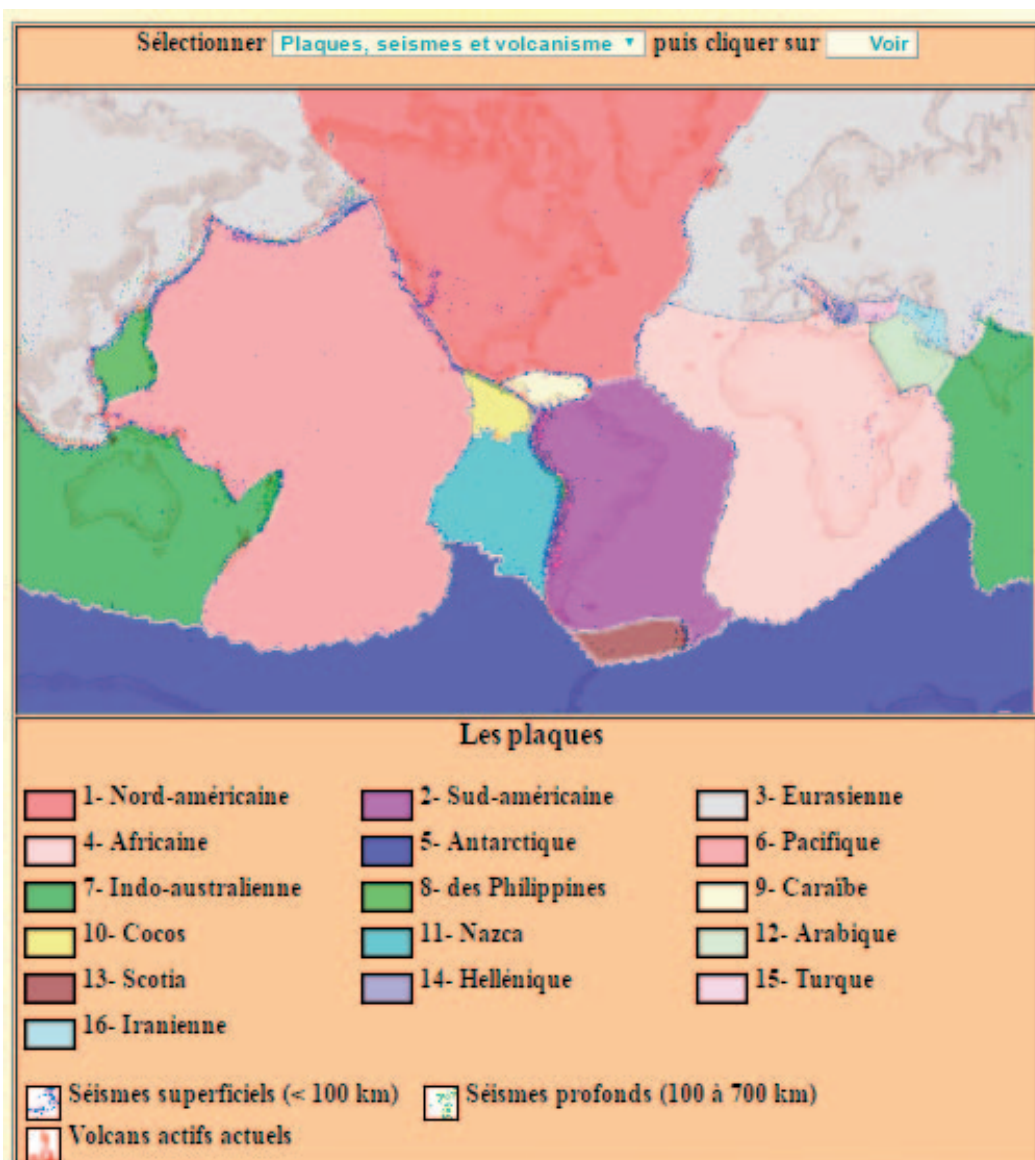 Sélectionner Plaques, seismes et volcanisme puis cliquer sur Voir
Les plaques
1- Nord-américaine 2- Sud-américaine 3- Eurasienne
4- Africaine 5- Antarctique 6- Pacifique
7- Indo-australienne 8- des Philippines 9- Caraïbe
10- Cocos 11- Nazca 12- Arabique
13- Scotia 14- Hellénique 15- Turque
16- Iranienne
Séismes superficiels (< 100 km) Séismes profonds (100 à 700 km)
Volcans actifs actuels